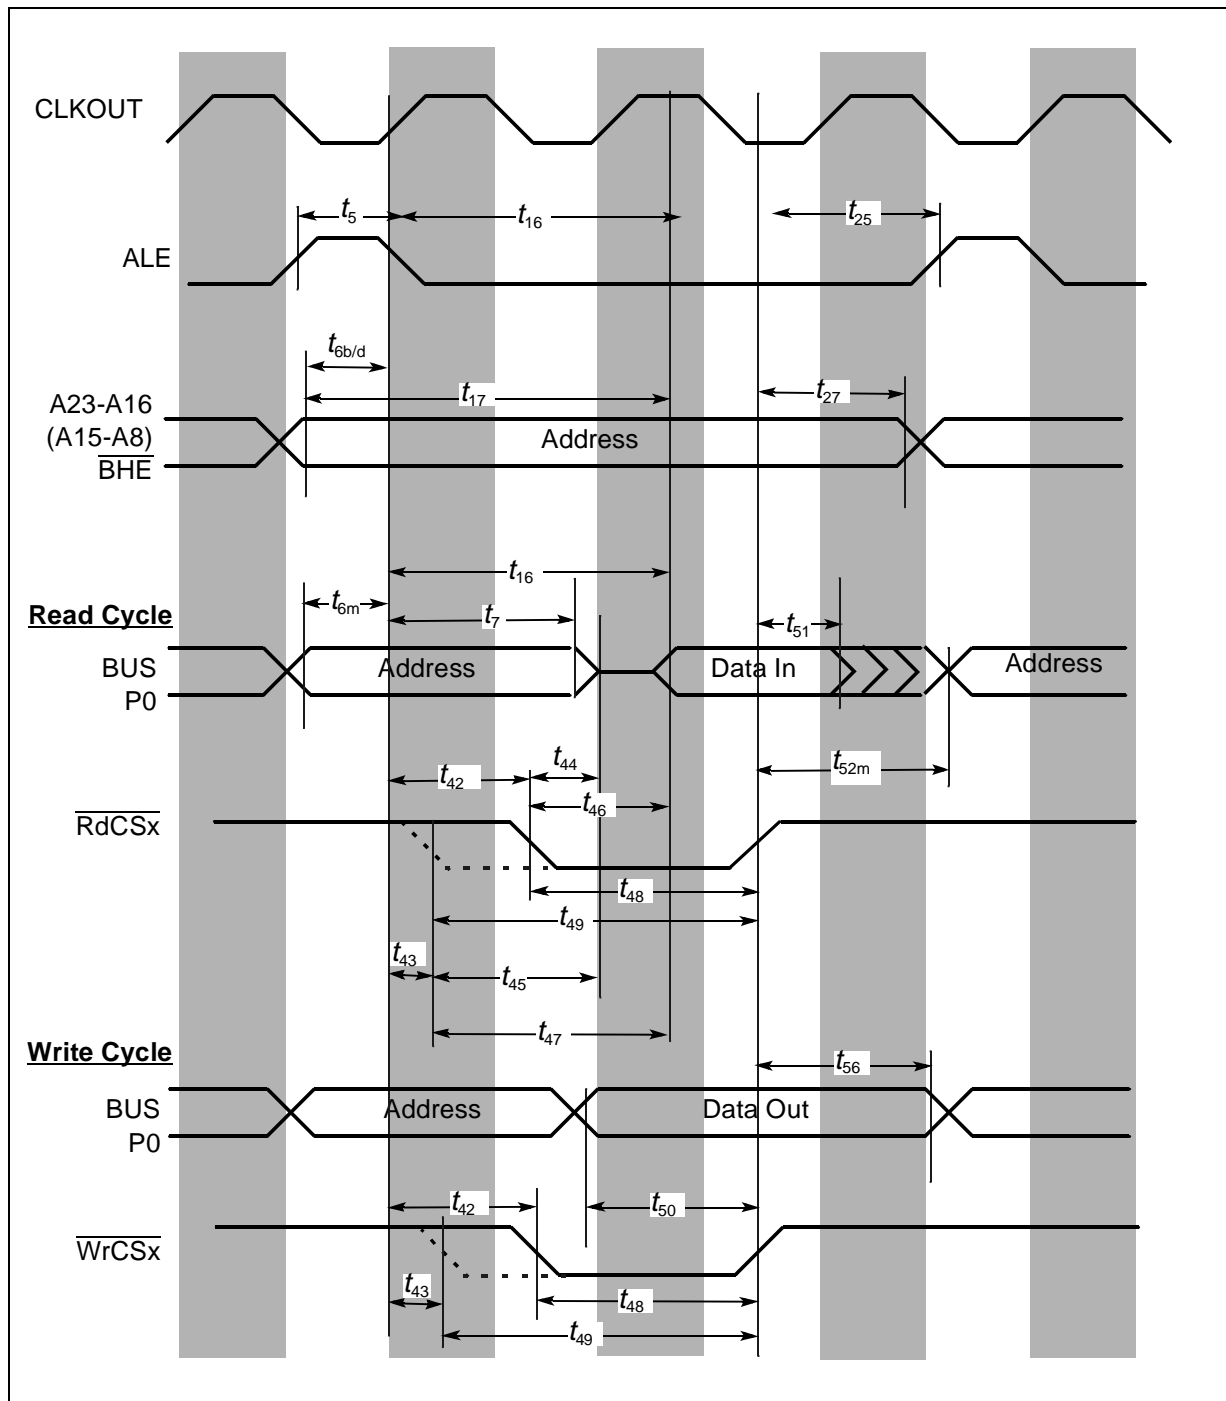 CLKOUT
t5
t16
t25
ALE
t6b/d
t17
t27
A23-A16
(A15-A8)
BHE
Address
t16
t6m
t7
t51
Read Cycle
BUS
P0
Address
Data In
Address
t44
t42
t52m
t46
RdCSx
t48
t49
t43
t45
t47
Write Cycle
t56
BUS
P0
Address
Data Out
t42
t50
WrCSx
t43
t48
t49